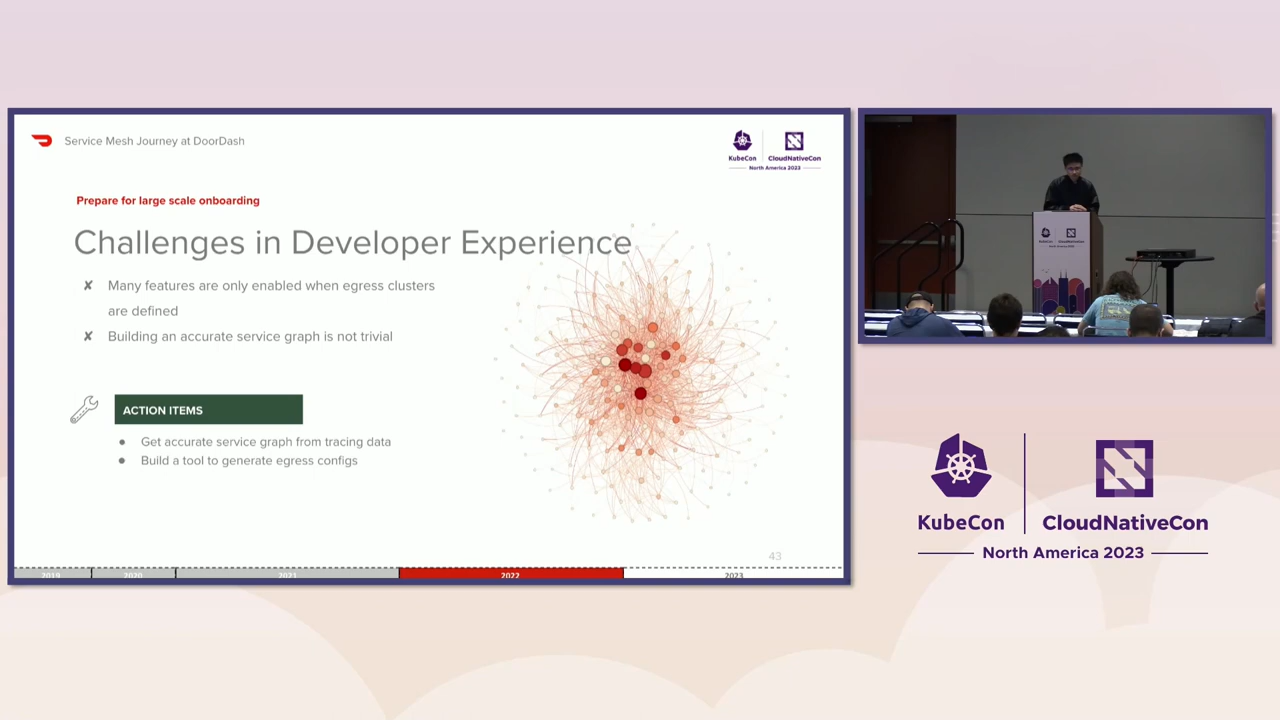 Service Mesh Journey at DoorDash
KubeCon
CloudNativeCon
North America 2023
Prepare for large scale onboarding
Challenges in Developer Experience
✘ Many features are only enabled when egress clusters
are defined
✘ Building an accurate service graph is not trivial
ACTION ITEMS
● Get accurate service graph from tracing data
● Build a tool to generate egress configs
43
2019
2020
2021
2022
2023
KubeCon
CloudNativeCon
North America 2023